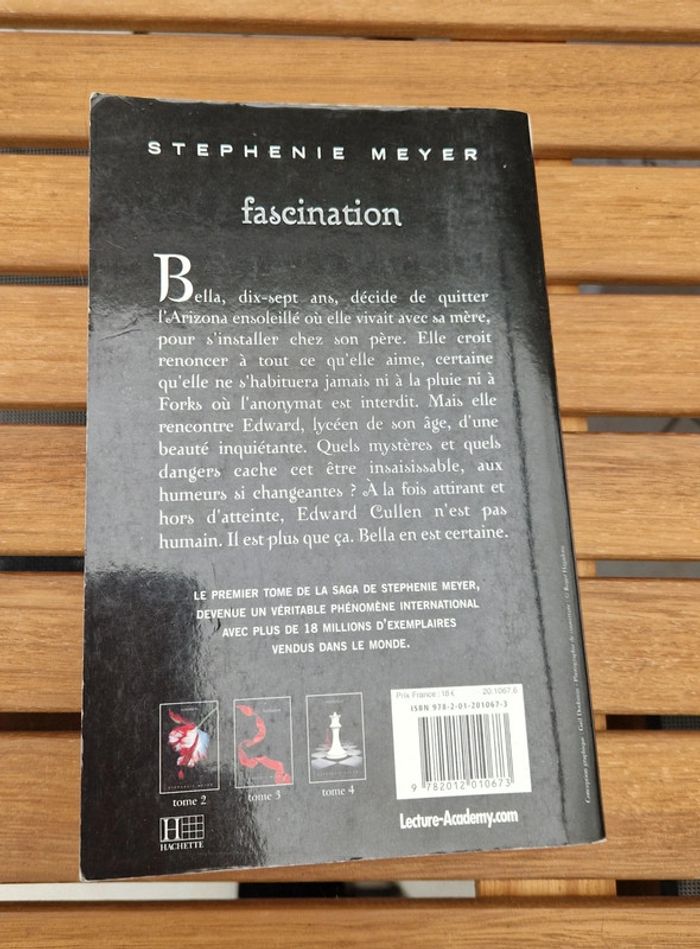 STEPHENIE MEYER
fascination
Bella, dix-sept ans, décide de quitter
l'Arizona ensoleillé où elle vivait avec sa mère,
pour s'installer chez son père. Elle croit
renoncer à tout ce qu'elle aime, certaine
qu'elle ne s'habituera jamais ni à la pluie ni à
Forks où l'anonymat est interdit. Mais elle
rencontre Edward, lycéen de son âge, d'une
beauté inquiétante. Quels mystères et quels
dangers cache cet être insaisissable, aux
humeurs si changeantes ? À la fois attirant et
hors d'atteinte, Edward Cullen n'est pas
humain. Il est plus que ça. Bella en est certaine.
LE PREMIER TOME DE LA SAGA DE STEPHENIE MEYER,
DEVENUE UN VÉRITABLE PHÉNOMÈNE INTERNATIONAL
AVEC PLUS DE 18 MILLIONS D'EXEMPLAIRES
VENDUS DANS LE MONDE.
tome 2
tome 3
tome 4
H
HACHETTE
Prix France : 18 € 20.1067.6
ISBN 978-2-01-201067-3
9 782012 010673
Lecture-Academy.com
Conception graphique : Photographie de couverture : © Roger Hagadone